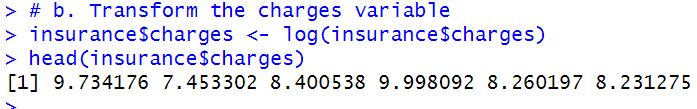 > # b. Transform the charges variable
> insurance$charges <- log(insurance$charges)
> head(insurance$charges)
[1] 9.734176 7.453302 8.400538 9.998092 8.260197 8.231275
>